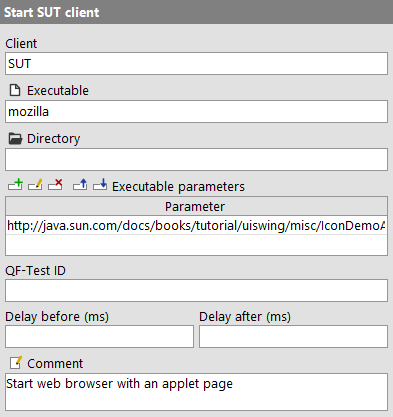 Start SUT client
Client
SUT
Executable
mozilla
Directory
Executable parameters
Parameter
http://java.sun.com/docs/books/tutorial/uiswing/misc/IconDemoA
QF-Test ID
Delay before (ms) Delay after (ms)
Comment
Start web browser with an applet page